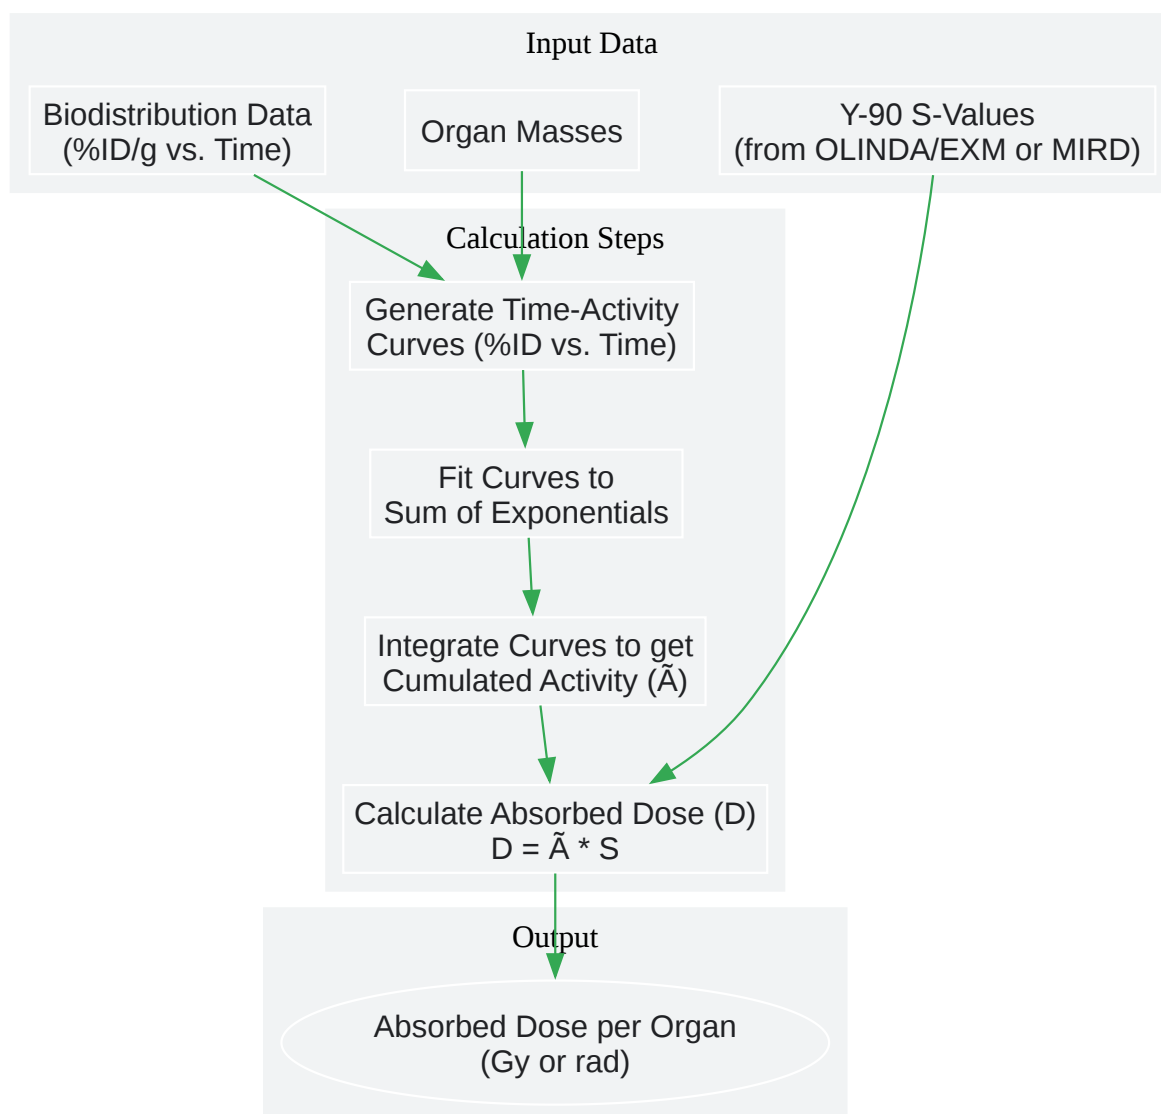 Input Data
Biodistribution Data
(%ID/g vs. Time)
Organ Masses
Y-90 S-Values
(from OLINDA/EXM or MIRD)
Calculation Steps
Generate Time-Activity
Curves (%ID vs. Time)
Fit Curves to
Sum of Exponentials
Integrate Curves to get
Cumulated Activity (Ã)
Calculate Absorbed Dose (D)
D = Ã * S
Output
Absorbed Dose per Organ
(Gy or rad)